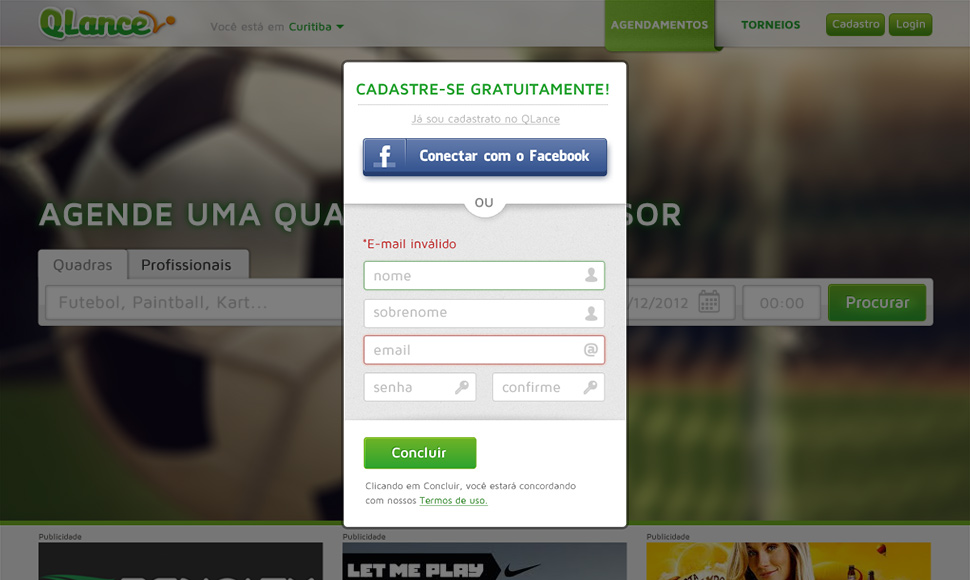 QLance
Você está em Curitiba
AGENDAMENTOS
TORNEIOS
Cadastro
Login
CADASTRE-SE GRATUITAMENTE!
Já sou cadastrato no QLance
f Conectar com o Facebook
OU
AGENDE UMA QUA SOR
*E-mail inválido
Quadras
Profissionais
nome
Futebol, Paintball, Kart...
/12/2012
00:00
Procurar
sobrenome
email @
senha
confirme
Concluir
Clicando em Concluir, você estará concordando
com nossos Termos de uso.
Publicidade
Publicidade
Publicidade
LET ME PLAY